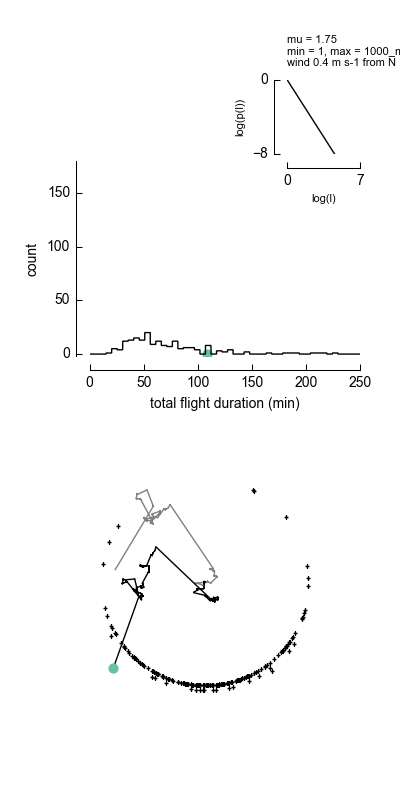 mu = 1.75
min = 1, max = 1000_m
wind 0.4 m s-1 from N
0
log(p(l))
−8
0
7
log(l)
150
100
count
50
0
0
50
100
150
200
250
total flight duration (min)